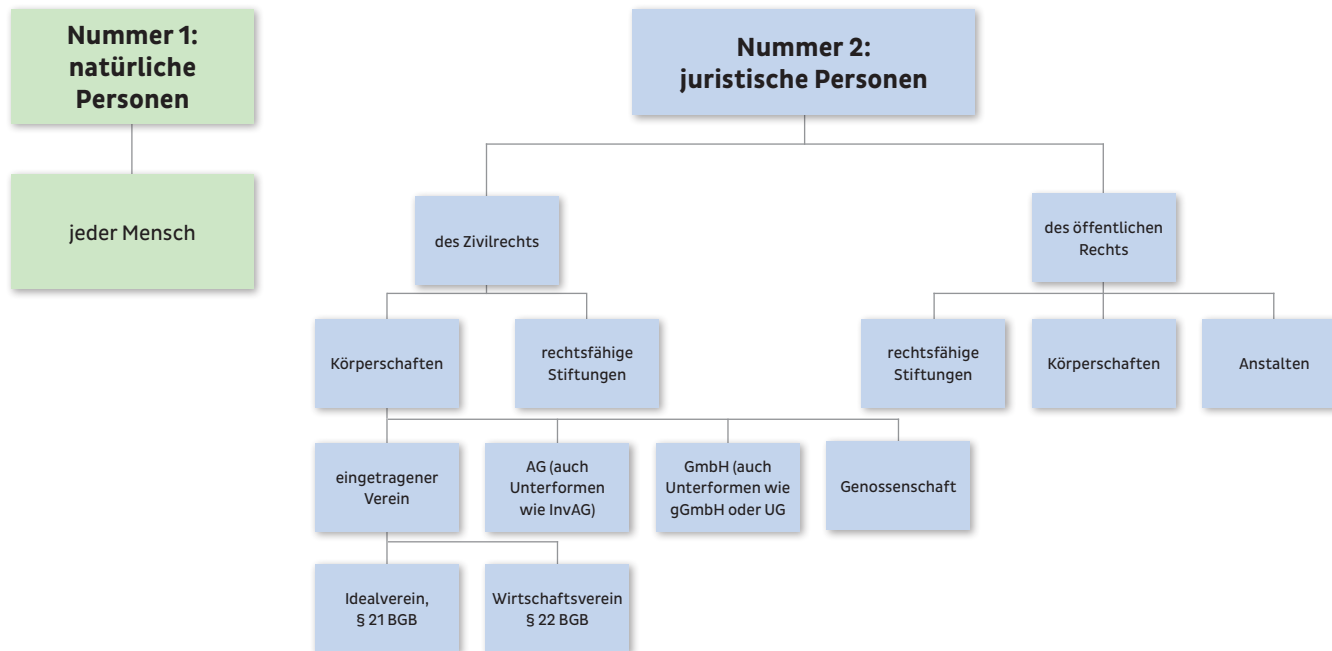 Nummer 1:
natürliche
Personen
jeder Mensch
Nummer 2:
juristische Personen
des Zivilrechts
des öffentlichen
Rechts
Körperschaften
rechtsfähige
Stiftungen
rechtsfähige
Stiftungen
Körperschaften
Anstalten
eingetragener
Verein
AG (auch
Unterformen
wie InvAG)
GmbH (auch
Unterformen wie
gGmbH oder UG
Genossenschaft
Idealverein,
§ 21 BGB
Wirtschaftsverein
§ 22 BGB